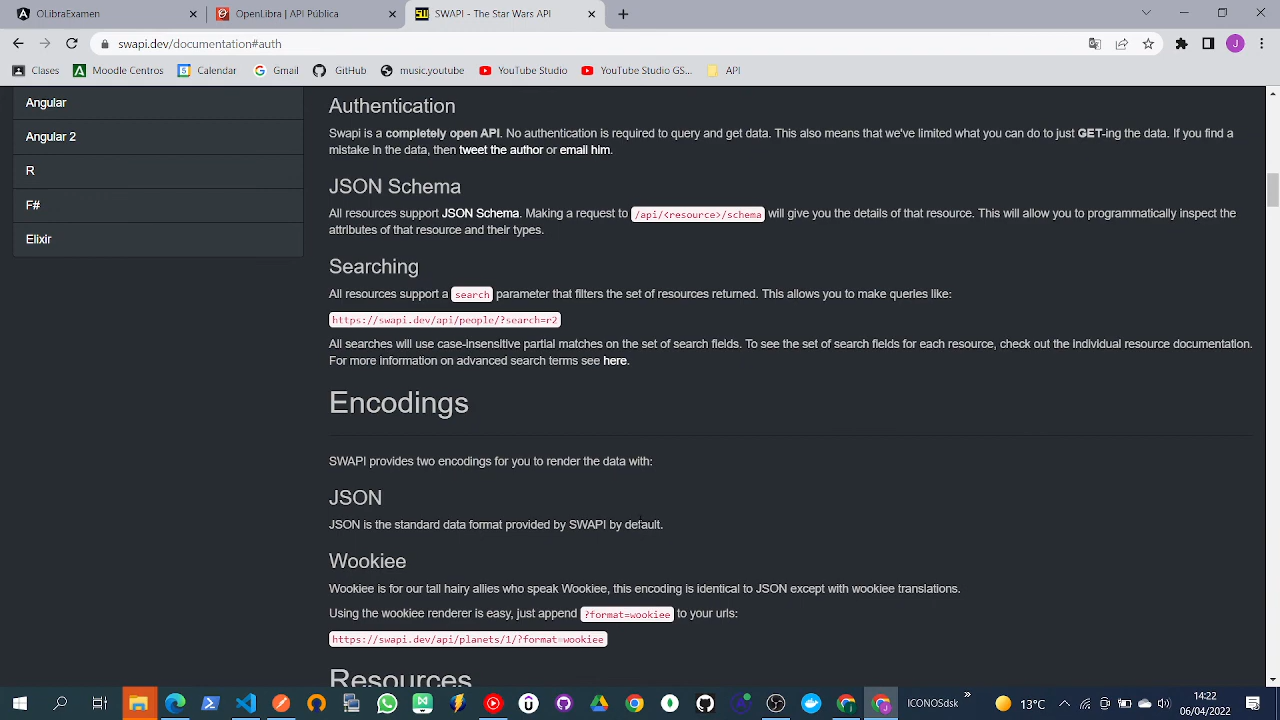 OLibraExamen
OpenLibra | API Pública
SWAPI - The Star Wars API
swapi.dev/documentation#auth
Clases
Moodle Centros
Calendar
Gmail
GitHub
music.youtube
YouTube Studio
YouTube Studio GS...
API
Angular
Angular 2
R
F#
Elixir
Authentication
Swapi is a completely open API. No authentication is required to query and get data. This also means that we've limited what you can do to just GET-ing the data. If you find a
mistake in the data, then tweet the author or email him.
JSON Schema
All resources support JSON Schema. Making a request to /api/<resource>/schema will give you the details of that resource. This will allow you to programmatically inspect the
attributes of that resource and their types.
Searching
All resources support a search parameter that filters the set of resources returned. This allows you to make queries like:
https://swapi.dev/api/people/?search=r2
All searches will use case-insensitive partial matches on the set of search fields. To see the set of search fields for each resource, check out the individual resource documentation.
For more information on advanced search terms see here.
Encodings
SWAPI provides two encodings for you to render the data with:
JSON
JSON is the standard data format provided by SWAPI by default.
Wookiee
Wookiee is for our tall hairy allies who speak Wookiee, this encoding is identical to JSON except with wookiee translations.
Using the wookiee renderer is easy, just append ?format=wookiee to your urls:
https://swapi.dev/api/planets/1/?format=wookiee
Resources
IONOSdsk
13°C
14:22
06/04/2022